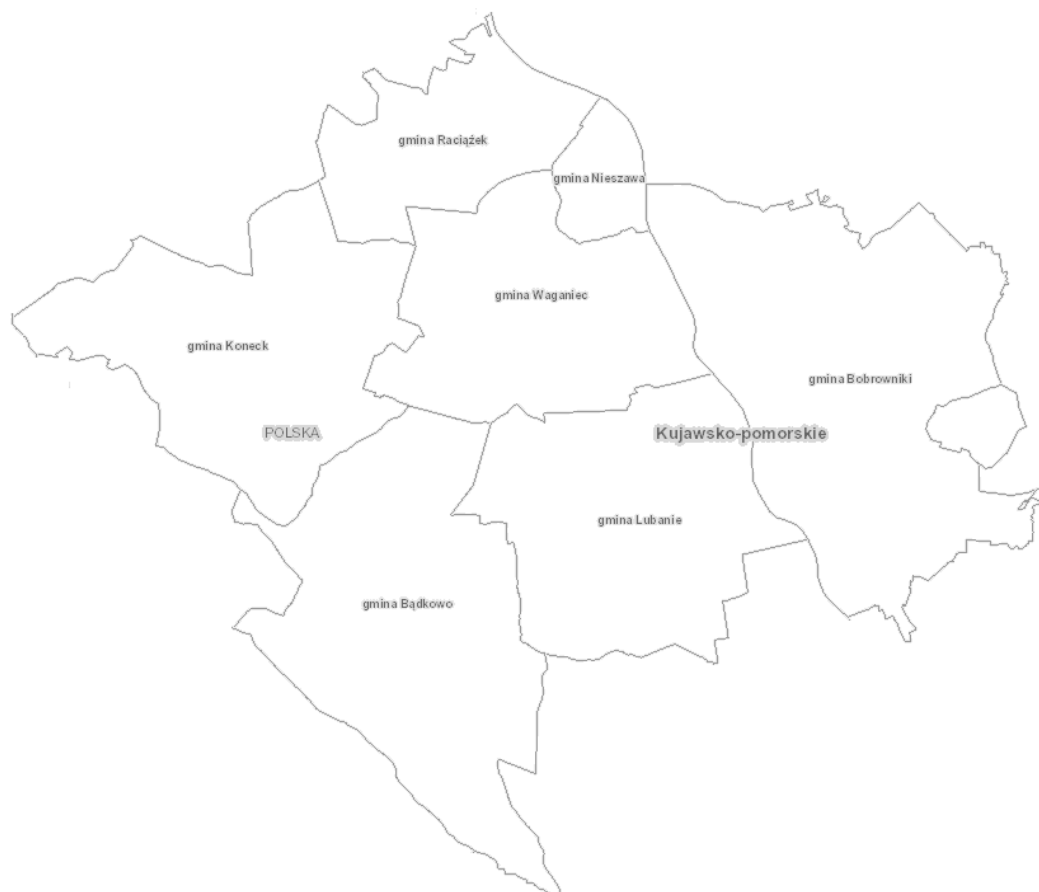 gmina Raciążek
gmina Nieszawa
gmina Waganiec
gmina Koneck
gmina Bobrowniki
POLSKA
Kujawsko-pomorskie
gmina Lubanie
gmina Bądkowo